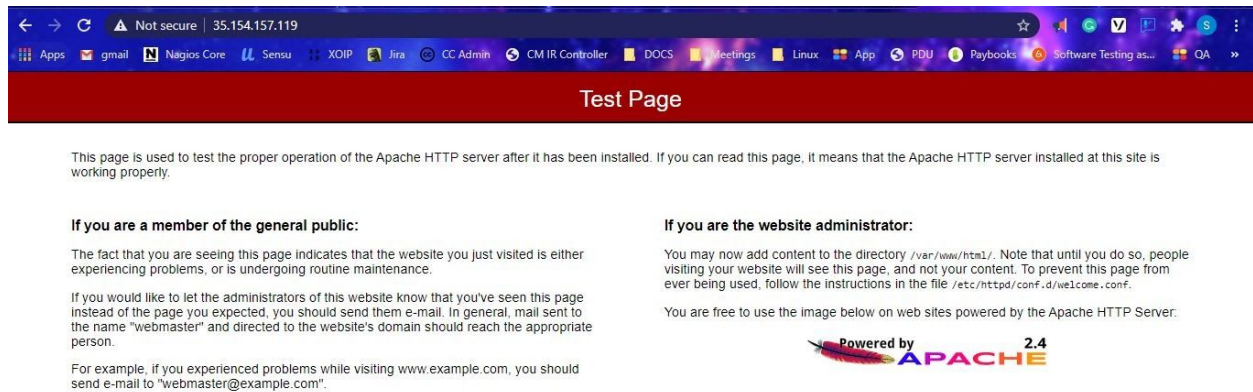 Not secure | 35.154.157.119
Apps gmail Nagios Core Sensu XOIP Jira CC Admin CM IR Controller DOCS Meetings Linux App PDU Paybooks Software Testing as... QA »
Test Page
This page is used to test the proper operation of the Apache HTTP server after it has been installed. If you can read this page, it means that the Apache HTTP server installed at this site is
working properly.
If you are a member of the general public:
The fact that you are seeing this page indicates that the website you just visited is either
experiencing problems, or is undergoing routine maintenance.
If you would like to let the administrators of this website know that you've seen this page
instead of the page you expected, you should send them e-mail. In general, mail sent to
the name "webmaster" and directed to the website's domain should reach the appropriate
person.
For example, if you experienced problems while visiting www.example.com, you should
send e-mail to "webmaster@example.com".
If you are the website administrator:
You may now add content to the directory /var/www/html/. Note that until you do so, people
visiting your website will see this page, and not your content. To prevent this page from
ever being used, follow the instructions in the file /etc/httpd/conf.d/welcome.conf.
You are free to use the image below on web sites powered by the Apache HTTP Server:
Powered by 2.4
APACHE